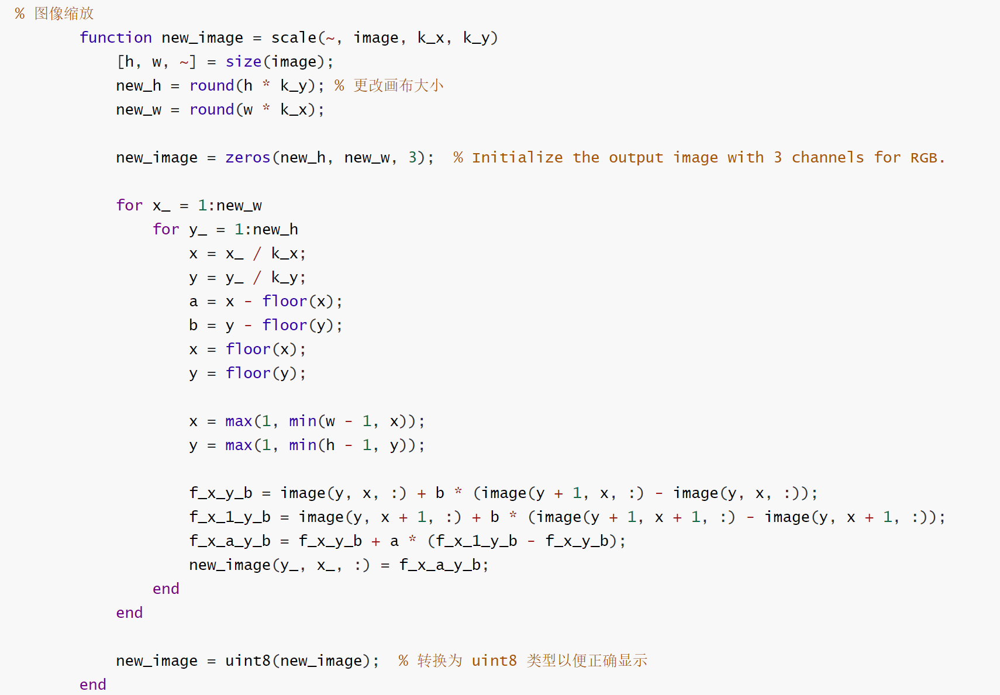 % 图像缩放
function new_image = scale(~, image, k_x, k_y)
[h, w, ~] = size(image);
new_h = round(h * k_y); % 更改画布大小
new_w = round(w * k_x);
new_image = zeros(new_h, new_w, 3);  % Initialize the output image with 3 channels for RGB.
for x_ = 1:new_w
for y_ = 1:new_h
x = x_ / k_x;
y = y_ / k_y;
a = x - floor(x);
b = y - floor(y);
x = floor(x);
y = floor(y);
x = max(1, min(w - 1, x));
y = max(1, min(h - 1, y));
f_x_y_b = image(y, x, :) + b * (image(y + 1, x, :) - image(y, x, :));
f_x_1_y_b = image(y, x + 1, :) + b * (image(y + 1, x + 1, :) - image(y, x + 1, :));
f_x_a_y_b = f_x_y_b + a * (f_x_1_y_b - f_x_y_b);
new_image(y_, x_, :) = f_x_a_y_b;
end
end
new_image = uint8(new_image);  % 转换为 uint8 类型以便正确显示
end